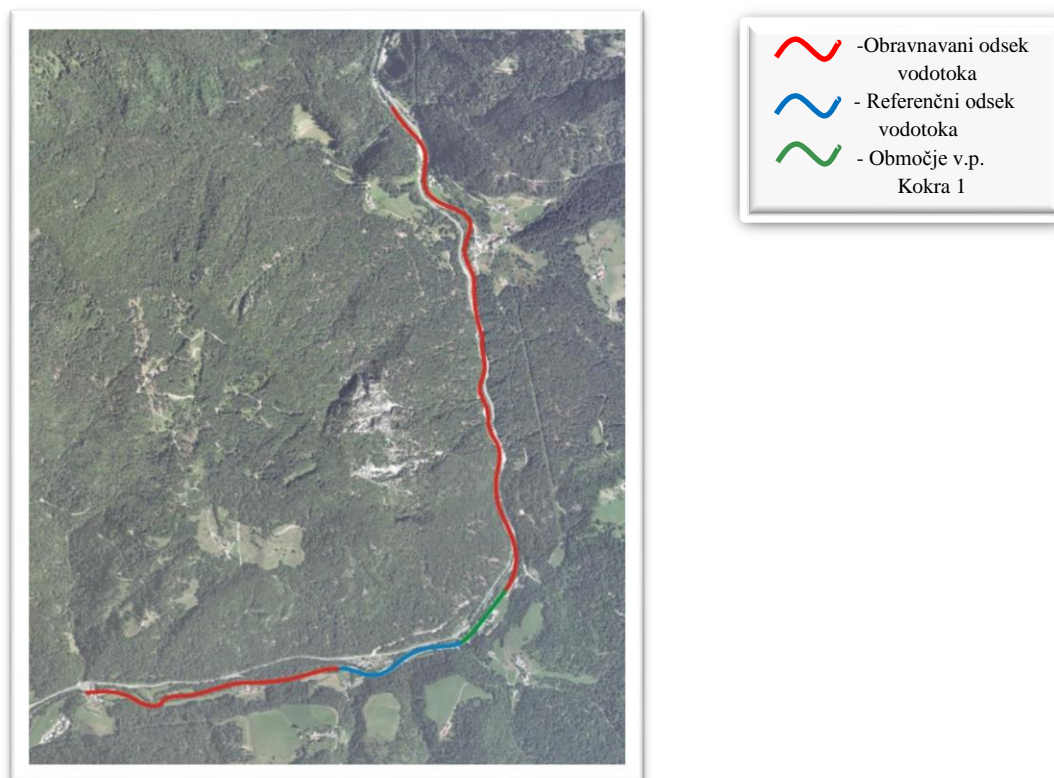 -Obravnavani odsek
vodotoka
- Referenčni odsek
vodotoka
- Območje v.p.
Kokra 1